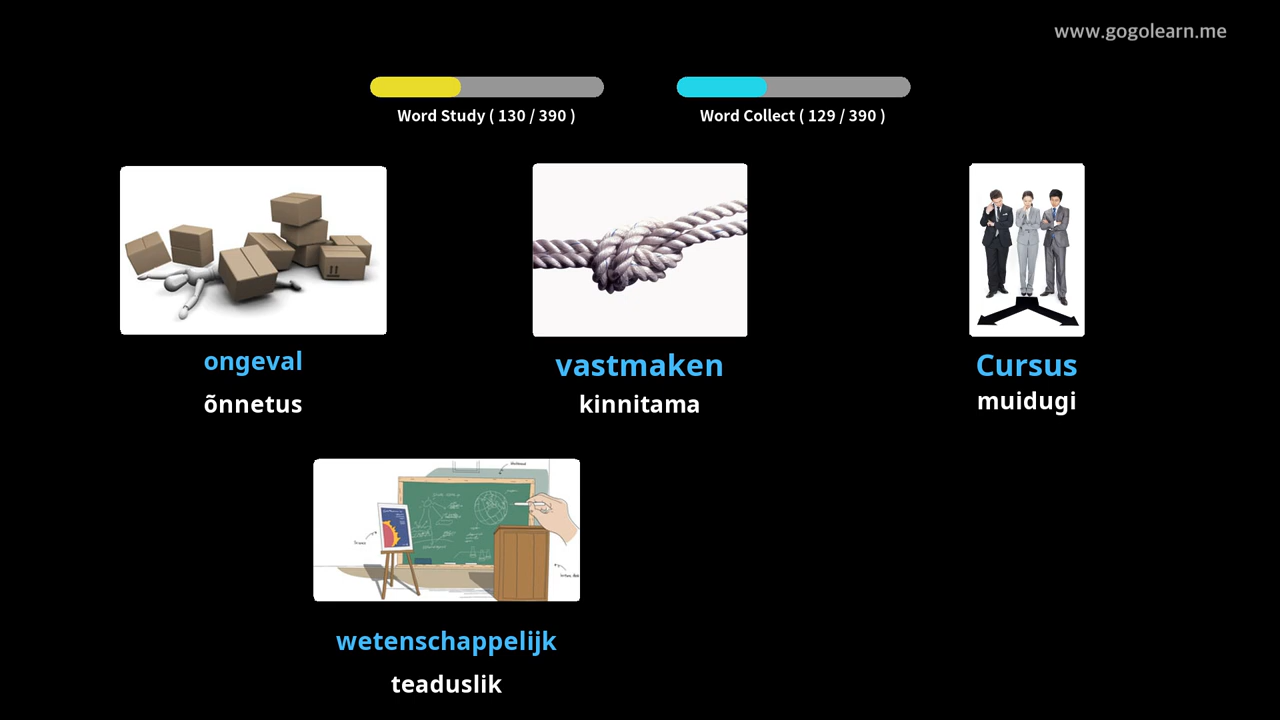 www.gogolearn.me
Word Study ( 130 / 390 )
Word Collect ( 129 / 390 )
ongeval
õnnetus
vastmaken
kinnitama
Cursus
muidugi
wetenschappelijk
teaduslik